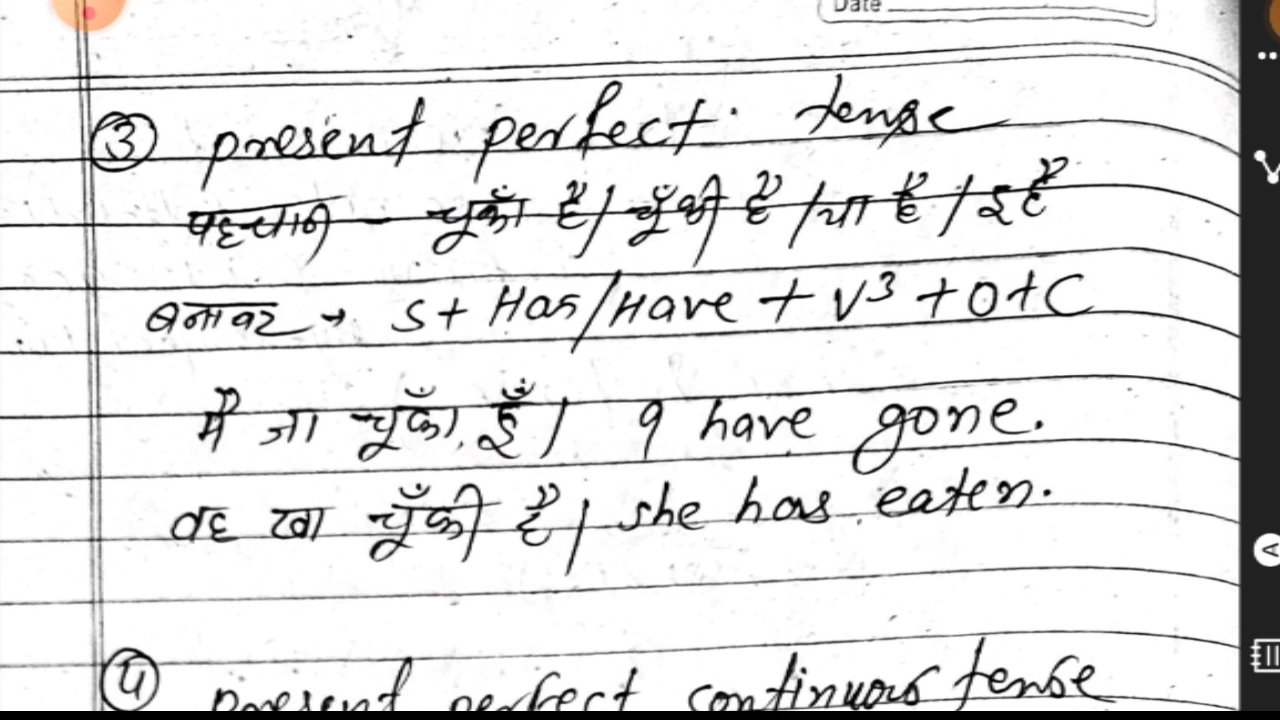 Date
③ present perfect tense
पहचान - चूकाँ है/ चूँकी है /या है / इ है
बनावट → S + Has/Have + V³ + O + C
मै जा चूकाँ हूँ। I have gone.
वह खा चूँकी है। she has eaten.
④ present perfect continuous tense